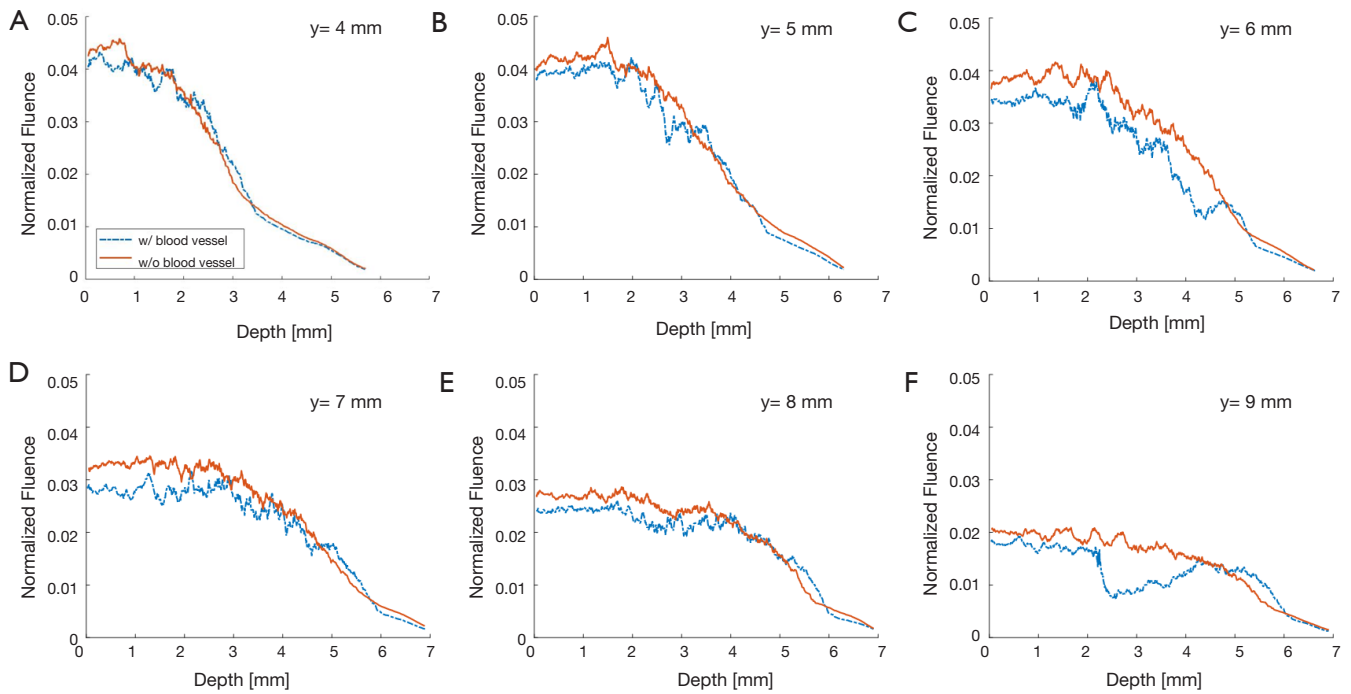 A
y= 4 mm
0.05
0.04
0.03
0.02
0.01
0
Normalized Fluence
w/ blood vessel
w/o blood vessel
0 1 2 3 4 5 6 7
Depth [mm]
B
y= 5 mm
0.05
0.04
0.03
0.02
0.01
0
Normalized Fluence
0 1 2 3 4 5 6 7
Depth [mm]
C
y= 6 mm
0.05
0.04
0.03
0.02
0.01
0
Normalized Fluence
0 1 2 3 4 5 6 7
Depth [mm]
D
y= 7 mm
0.05
0.04
0.03
0.02
0.01
0
Normalized Fluence
0 1 2 3 4 5 6 7
Depth [mm]
E
y= 8 mm
0.05
0.04
0.03
0.02
0.01
0
Normalized Fluence
0 1 2 3 4 5 6 7
Depth [mm]
F
y= 9 mm
0.05
0.04
0.03
0.02
0.01
0
Normalized Fluence
0 1 2 3 4 5 6 7
Depth [mm]